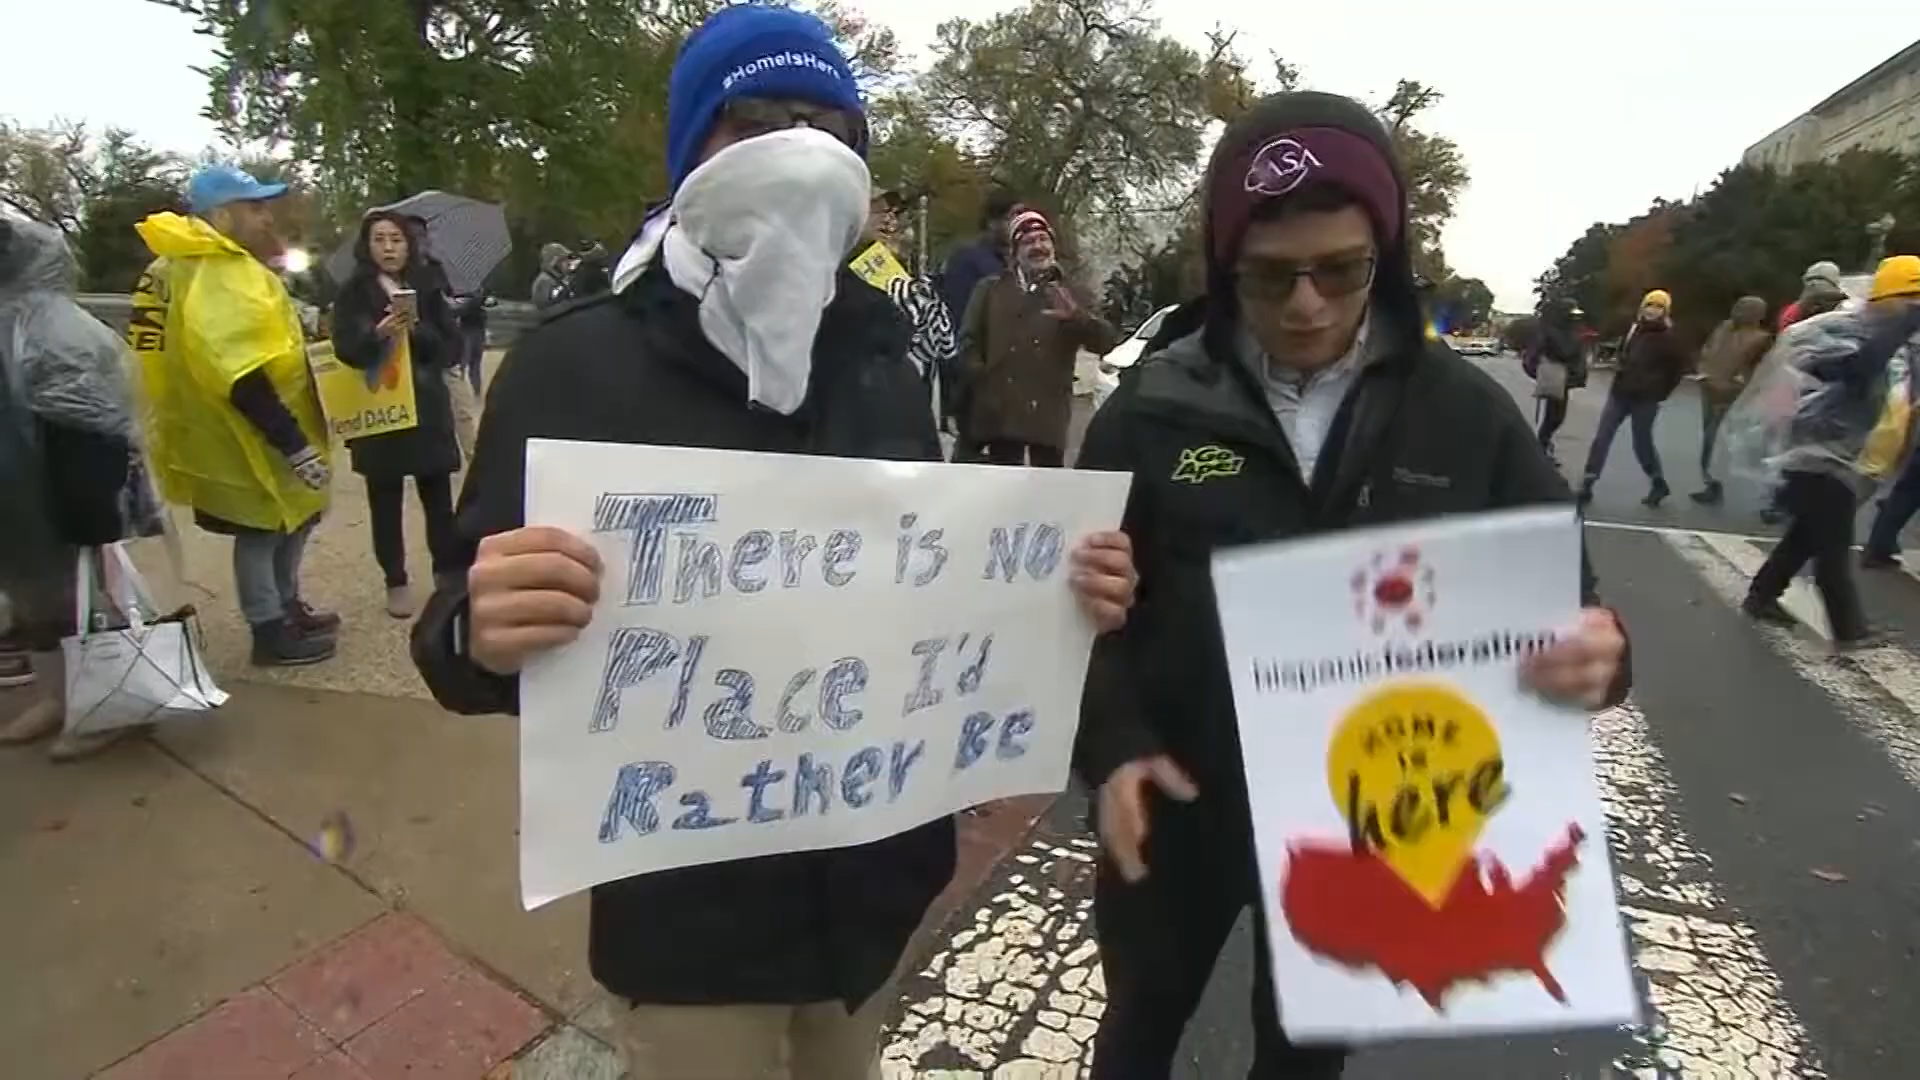 #HomeIsHere
CASA
fend DACA
Go
Ape!
There is NO
Place I'd
Rather Be
hispanicfederation
HOME
IS
here